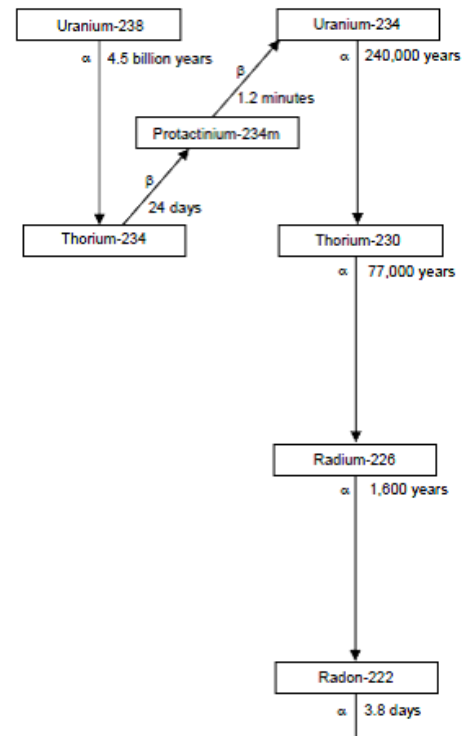 Uranium-238
Uranium-234
α 4.5 billion years
α 240,000 years
β
1.2 minutes
Protactinium-234m
β
24 days
Thorium-234
Thorium-230
α 77,000 years
Radium-226
α 1,600 years
Radon-222
α 3.8 days